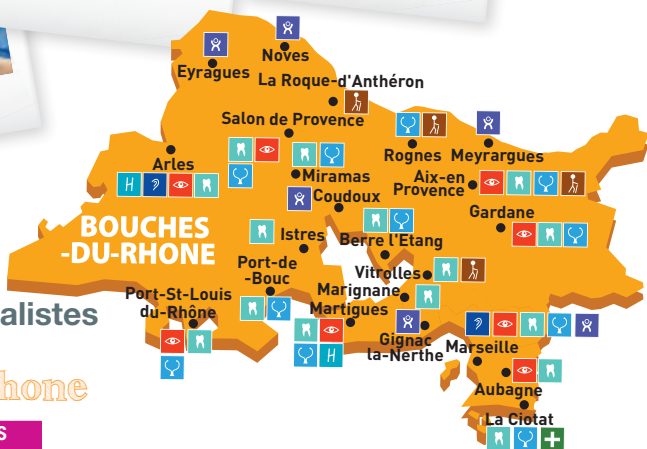 Noves
Eyragues
La Roque-d'Anthéron
Salon de Provence
Rognes
Meyrargues
Arles
H
Miramas
Aix-en
Provence
Coudoux
Gardane
BOUCHES
-DU-RHONE
Istres
Berre l'Etang
Port-de
-Bouc
Vitrolles
Marignane
Port-St-Louis
du-Rhône
Martigues
alistes
H
Gignac
la-Nerthe
Marseille
hone
Aubagne
La Ciotat
S